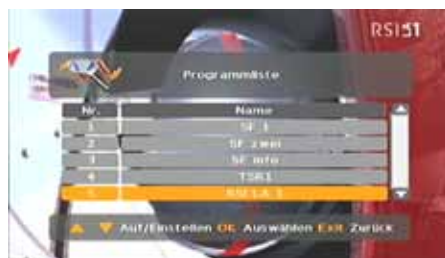 RSI 51
Programmliste
Nr. Name
1 SF 1
2 SF zwei
3 SF info
4 TSR1
5 RSI LA 1
Auf/Einstellen OK Auswählen Exit Zurück